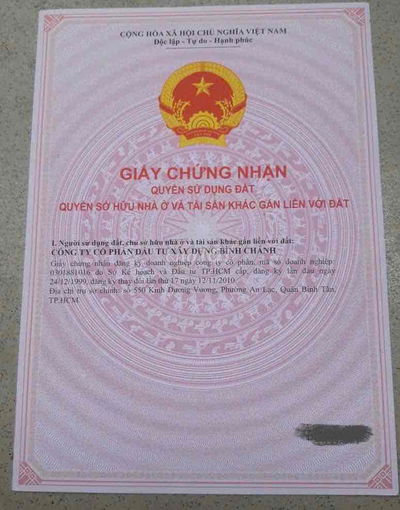 CỘNG HÒA XÃ HỘI CHỦ NGHĨA VIỆT NAM
Độc lập - Tự do - Hạnh phúc
GIẤY CHỨNG NHẬN
QUYỀN SỬ DỤNG ĐẤT
QUYỀN SỞ HỮU NHÀ Ở VÀ TÀI SẢN KHÁC GẮN LIỀN VỚI ĐẤT
I. Người sử dụng đất, chủ sở hữu nhà ở và tài sản khác gắn liền với đất:
CÔNG TY CỔ PHẦN ĐẦU TƯ XÂY DỰNG BÌNH CHÁNH
Giấy chứng nhận đăng ký doanh nghiệp công ty cổ phần, mã số doanh nghiệp:
0301881016 do Sở Kế hoạch và Đầu tư TP.HCM cấp, đăng ký lần đầu ngày
24/12/1999, đăng ký thay đổi lần thứ 17 ngày 12/11/2010.
Địa chỉ trụ sở chính: số 550 Kinh Dương Vương, Phường An Lạc, Quận Bình Tân,
TP.HCM